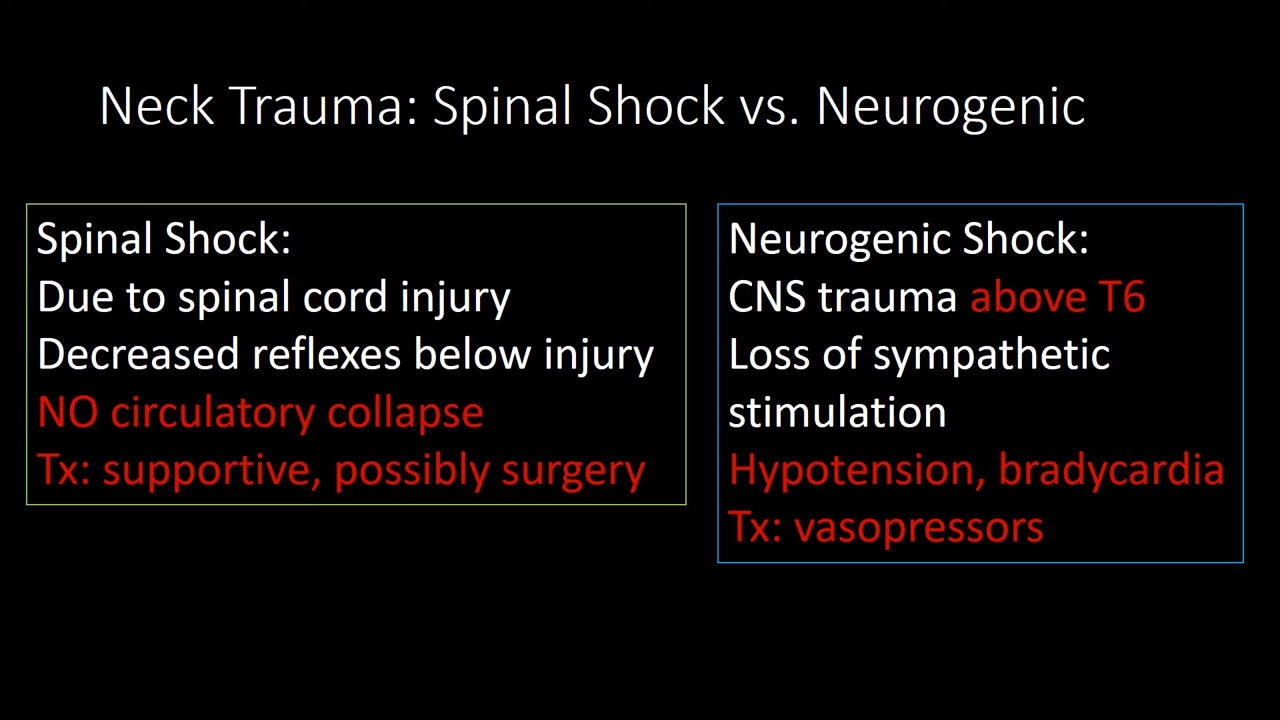 Neck Trauma: Spinal Shock vs. Neurogenic
Spinal Shock:
Due to spinal cord injury
Decreased reflexes below injury
NO circulatory collapse
Tx: supportive, possibly surgery
Neurogenic Shock:
CNS trauma above T6
Loss of sympathetic
stimulation
Hypotension, bradycardia
Tx: vasopressors